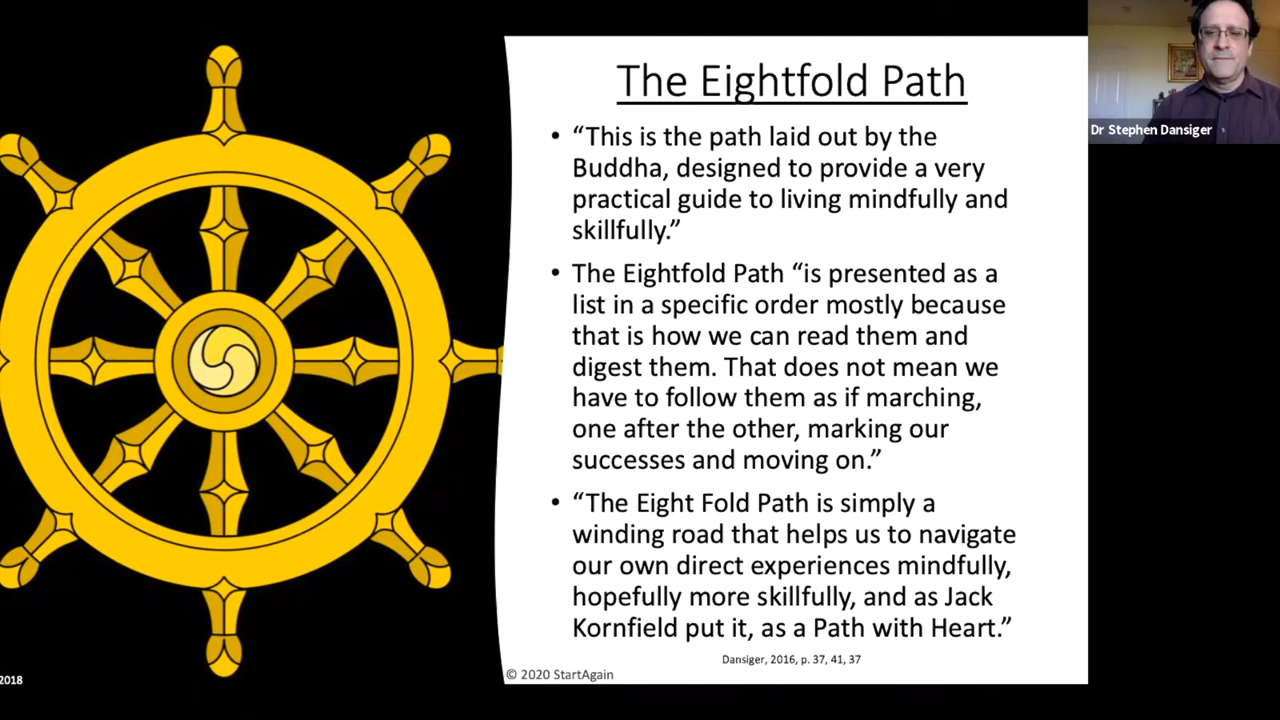 The Eightfold Path
• “This is the path laid out by the
Buddha, designed to provide a very
practical guide to living mindfully and
skillfully.”
• The Eightfold Path “is presented as a
list in a specific order mostly because
that is how we can read them and
digest them. That does not mean we
have to follow them as if marching,
one after the other, marking our
successes and moving on.”
• “The Eight Fold Path is simply a
winding road that helps us to navigate
our own direct experiences mindfully,
hopefully more skillfully, and as Jack
Kornfield put it, as a Path with Heart.”
Dansiger, 2016, p. 37, 41, 37
© 2020 StartAgain
2018
Dr Stephen Dansiger